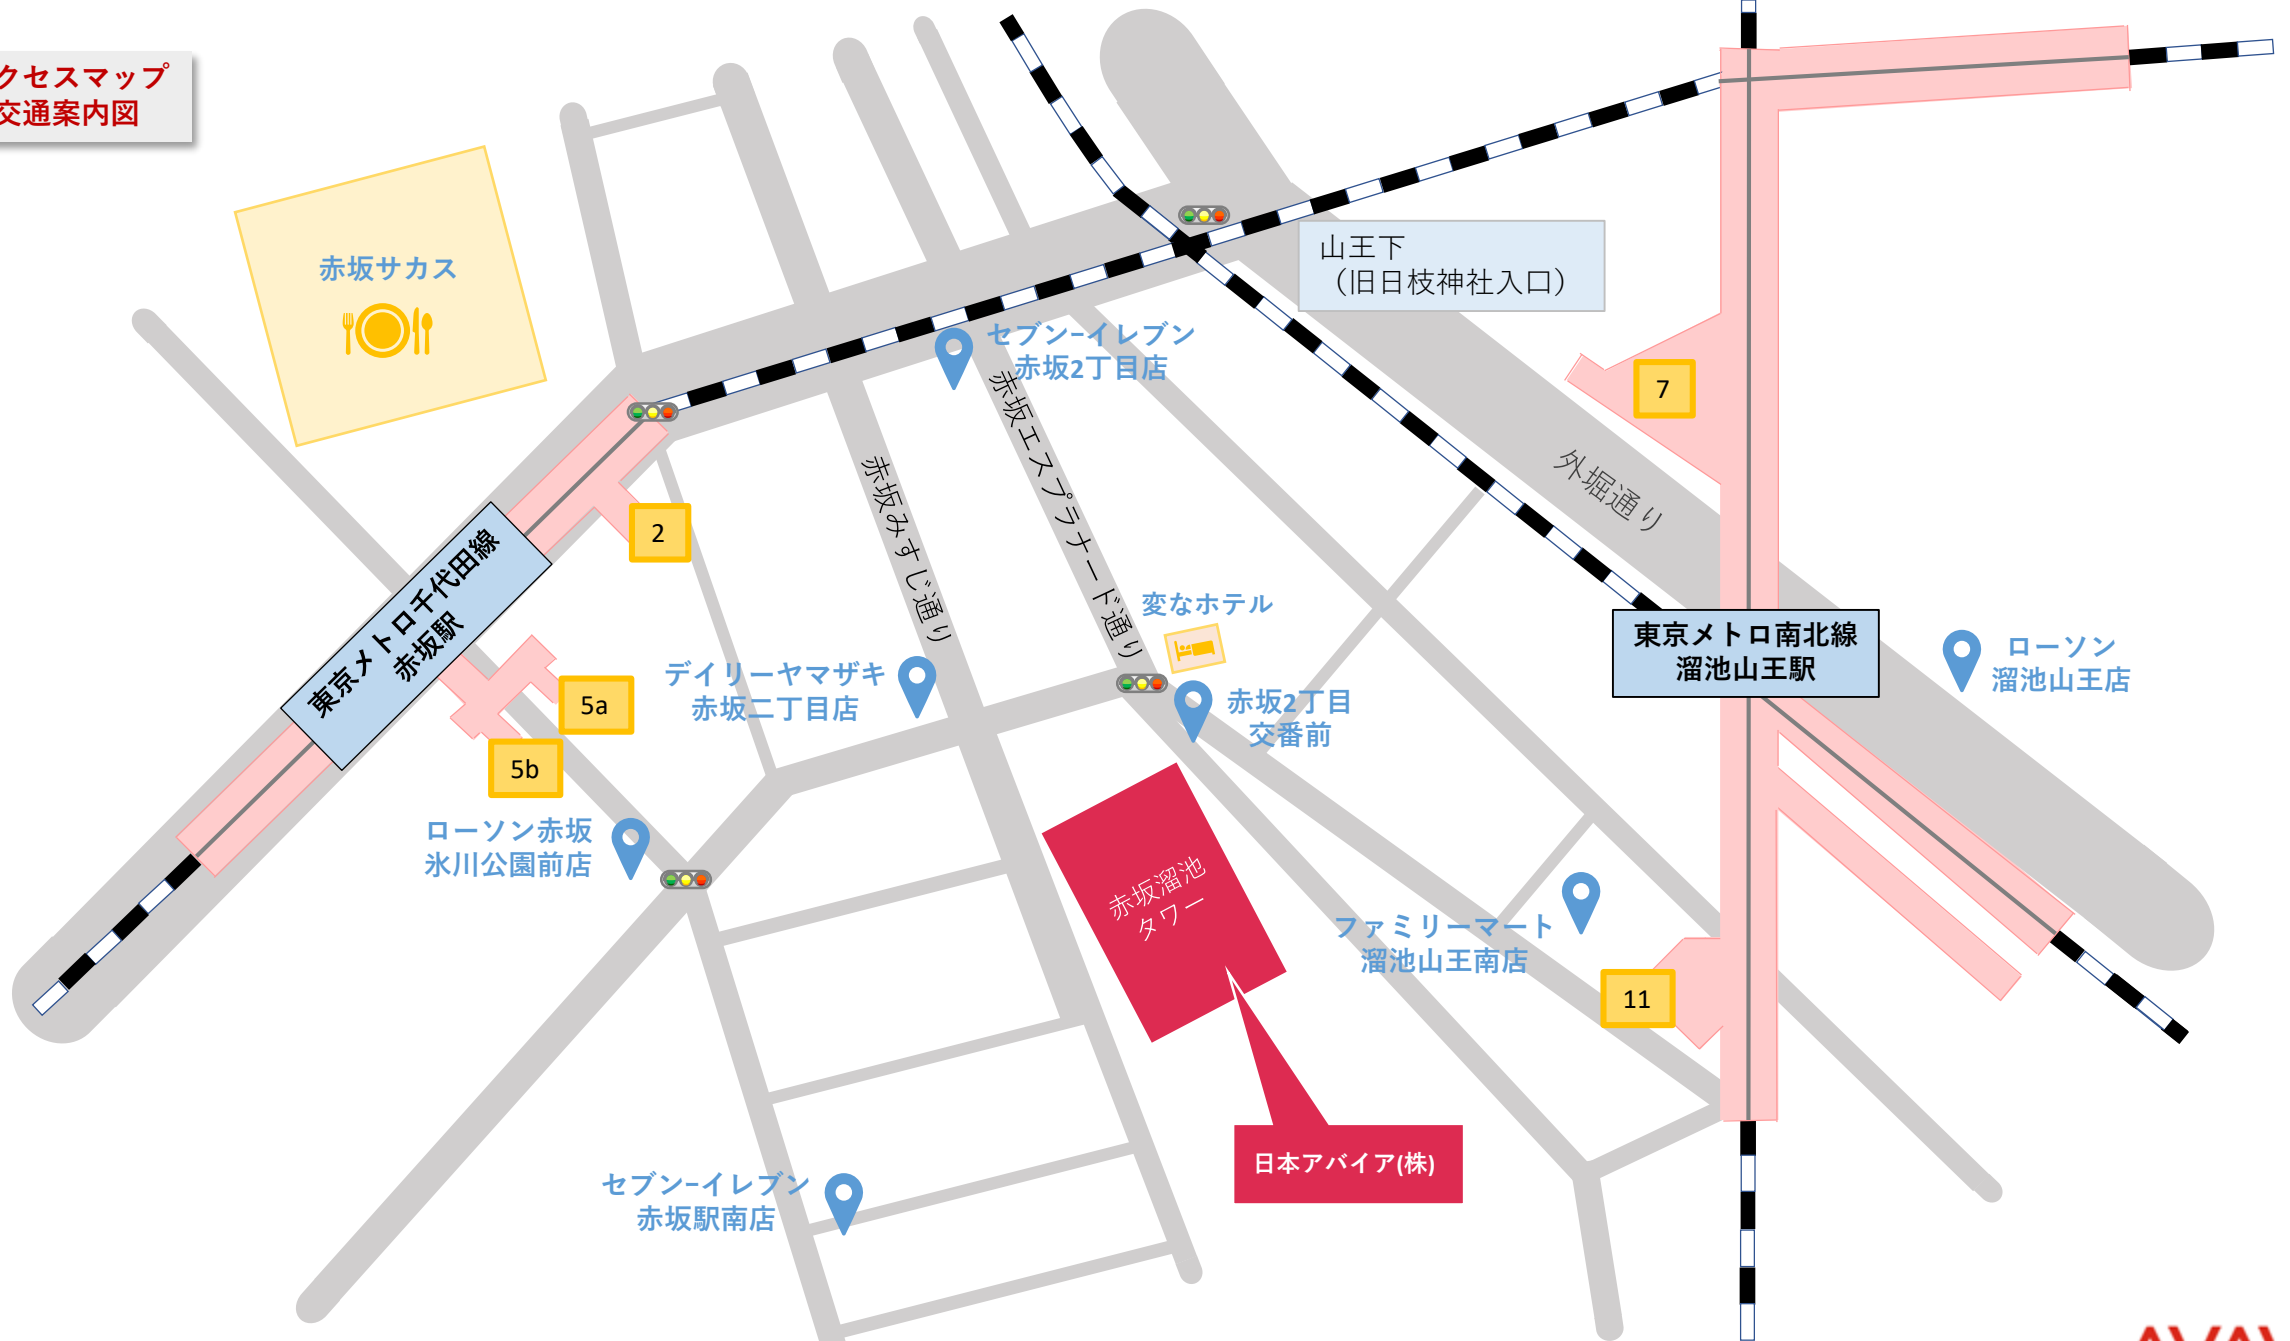 クセスマップ
交通案内図
赤坂サカス
山王下
（旧日枝神社入口）
セブン-イレブン
赤坂2丁目店
7
外堀通り
赤坂エスプラナード通り
赤坂みすじ通り
2
東京メトロ千代田線
赤坂駅
変なホテル
東京メトロ南北線
溜池山王駅
ローソン
溜池山王店
デイリーヤマザキ
赤坂二丁目店
赤坂2丁目
交番前
5a
5b
ローソン赤坂
氷川公園前店
赤坂溜池
タワー
ファミリーマート
溜池山王南店
11
日本アバイア(株)
セブン-イレブン
赤坂駅南店